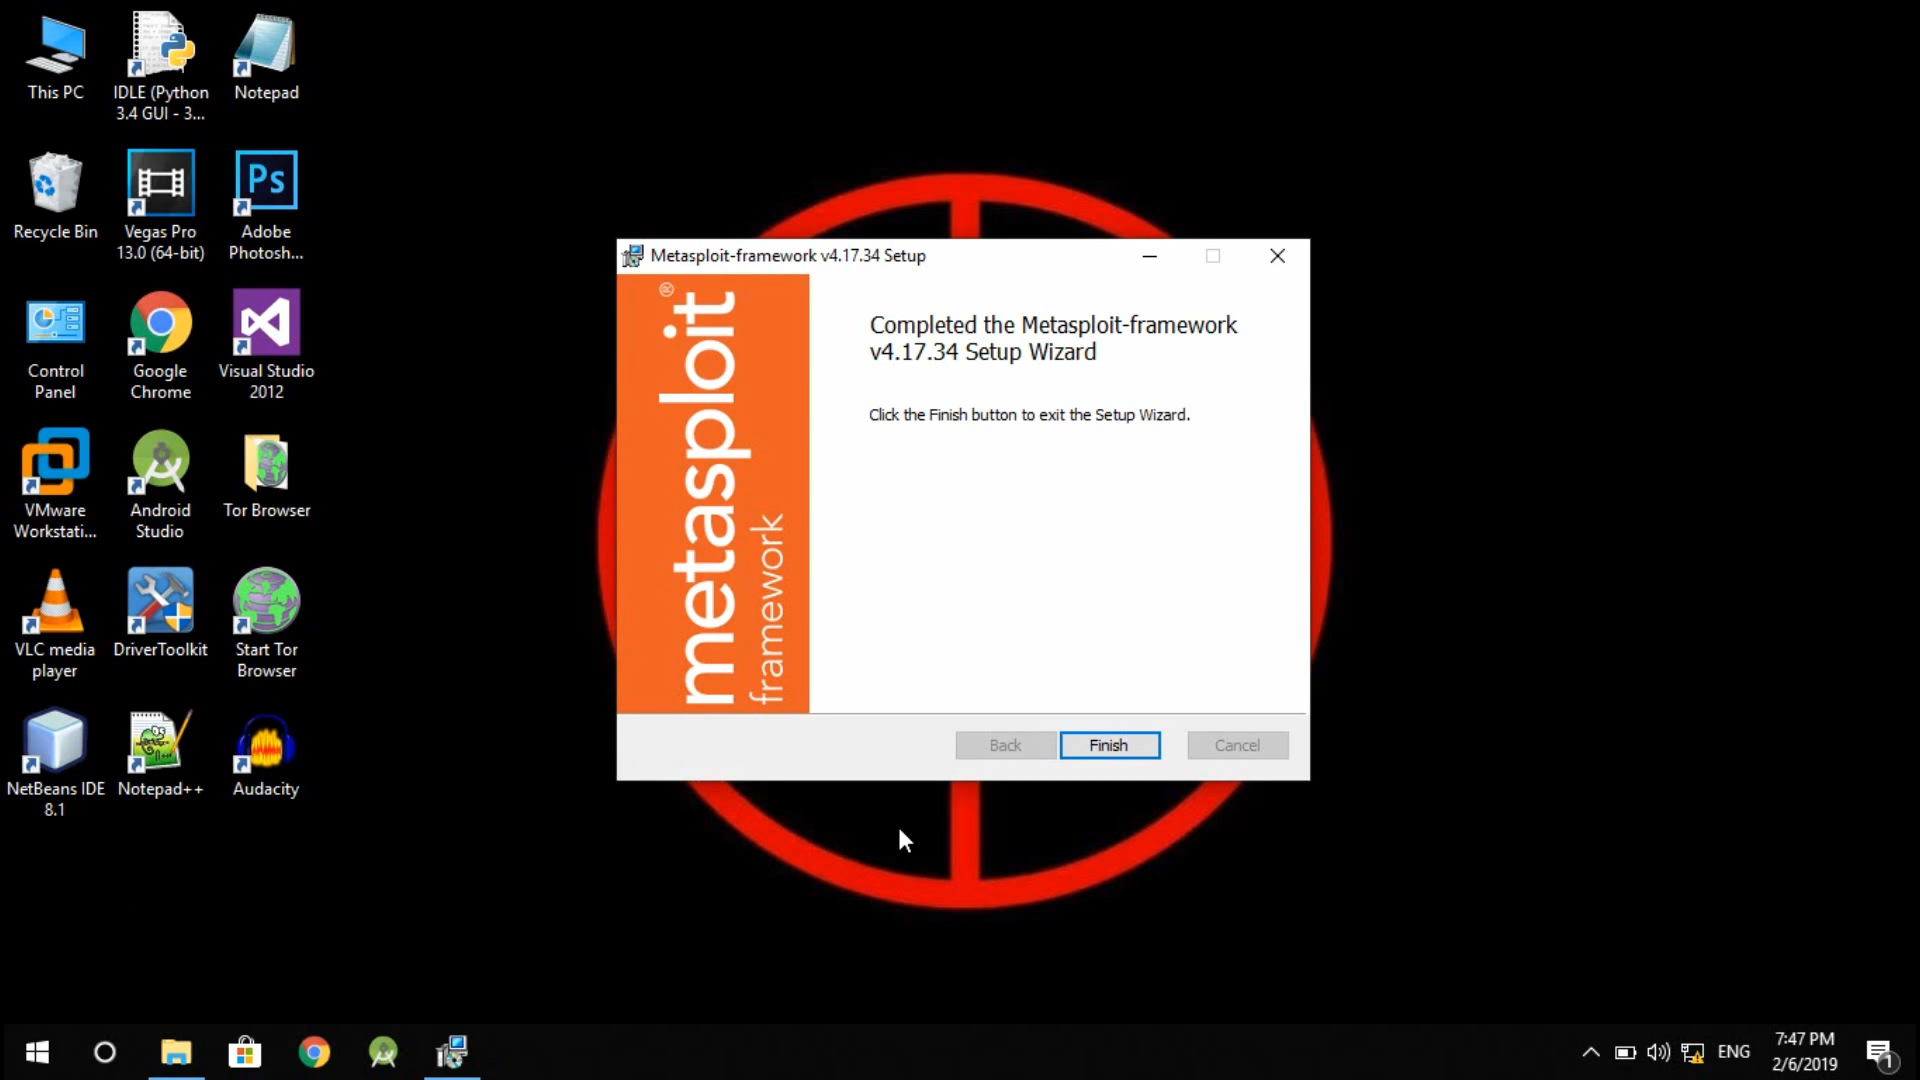 This PC
IDLE (Python
3.4 GUI - 3...
Notepad
Recycle Bin
Vegas Pro
13.0 (64-bit)
Ps
Adobe
Photosh...
Control
Panel
Google
Chrome
Visual Studio
2012
VMware
Workstati...
Android
Studio
Tor Browser
VLC media
player
DriverToolkit
Start Tor
Browser
NetBeans IDE
8.1
Notepad++
Audacity
Metasploit-framework v4.17.34 Setup
metasploit®
framework
Completed the Metasploit-framework
v4.17.34 Setup Wizard
Click the Finish button to exit the Setup Wizard.
Back
Finish
Cancel
ENG
7:47 PM
2/6/2019
1